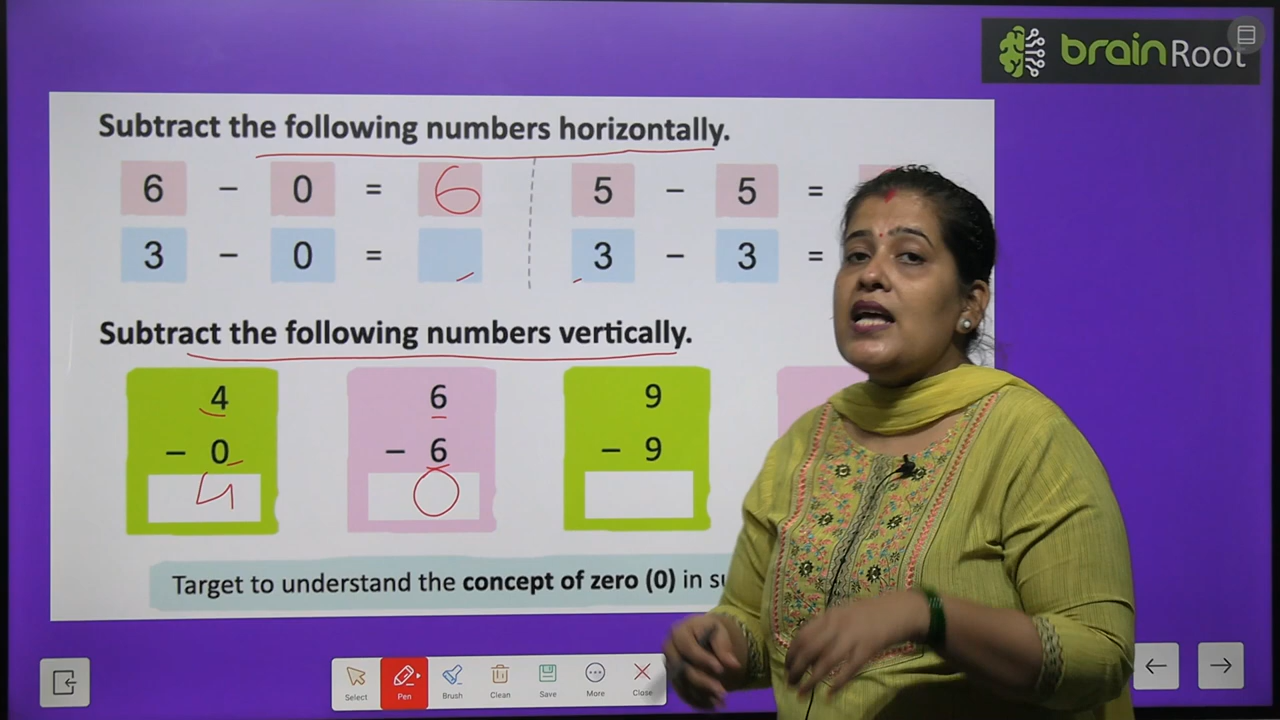 brainRoot
Subtract the following numbers horizontally.
6 - 0 = 6 5 - 5 =
3 - 0 = 3 - 3 =
Subtract the following numbers vertically.
4 6 9
- 0 - 6 - 9
4 0
Target to understand the concept of zero (0) in
Select Pen Brush Clean Save More Close